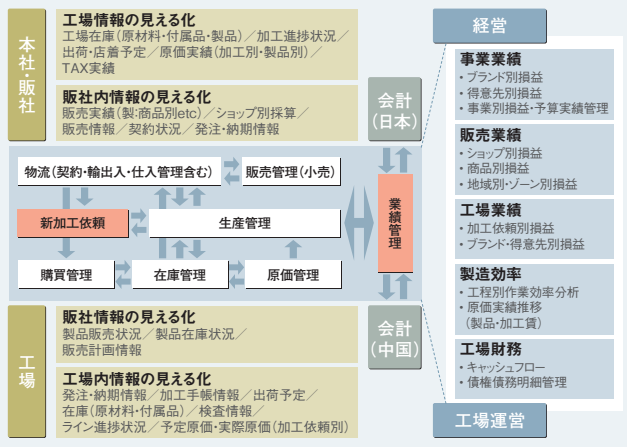 本社・販社
工場情報の見える化
工場在庫(原材料・付属品・製品)／加工進捗状況／
出荷・店着予定／原価実績(加工別・製品別)／
TAX実績
販社内情報の見える化
販売実績(製:商品別etc)／ショップ別採算／
販売情報／契約状況／発注・納期情報
会計
(日本)
物流(契約・輸出入・仕入管理含む)
販売管理(小売)
新加工依頼
生産管理
購買管理
在庫管理
原価管理
業績管理
会計
(中国)
工場
販社情報の見える化
製品販売状況／製品在庫状況／
販売計画情報
工場内情報の見える化
発注・納期情報／加工手帳情報／出荷予定／
在庫(原材料・付属品)／検査情報／
ライン進捗状況／予定原価・実際原価(加工依頼別)
経営
事業業績
・ブランド別損益
・得意先別損益
・事業別損益・予算実績管理
販売業績
・ショップ別損益
・商品別損益
・地域別・ゾーン別損益
工場業績
・加工依頼別損益
・ブランド・得意先別損益
製造効率
・工程別作業効率分析
・原価実績推移
(製品・加工賃)
工場財務
・キャッシュフロー
・債権債務明細管理
工場運営